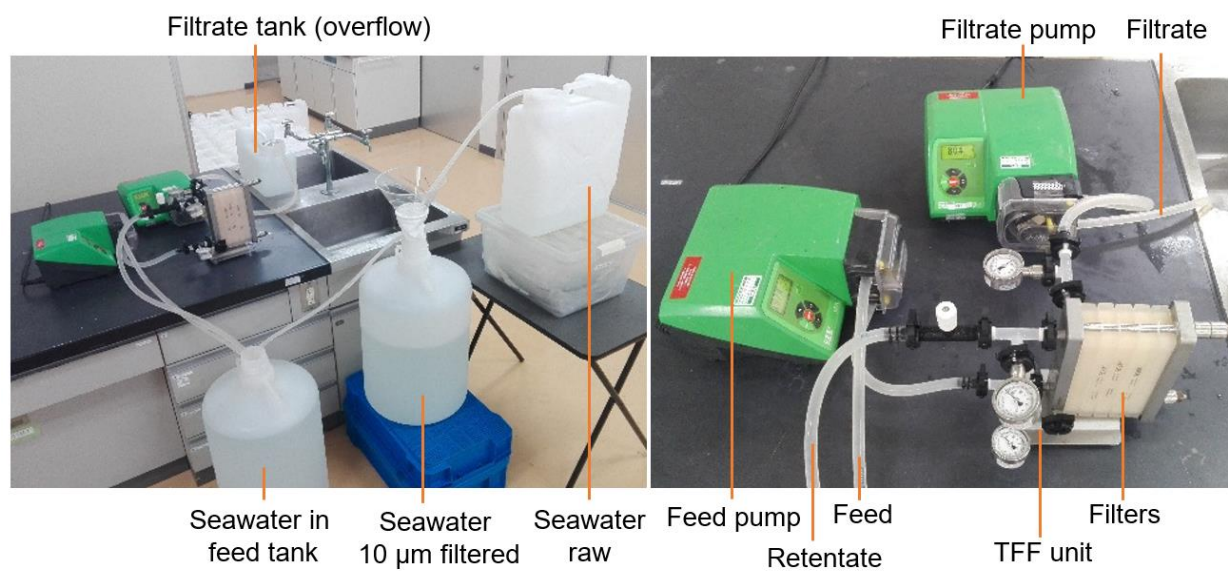 Filtrate tank (overflow)
Filtrate pump
Filtrate
Seawater in
feed tank
Seawater
10 µm filtered
Seawater
raw
Feed pump
Feed
Retentate
TFF unit
Filters